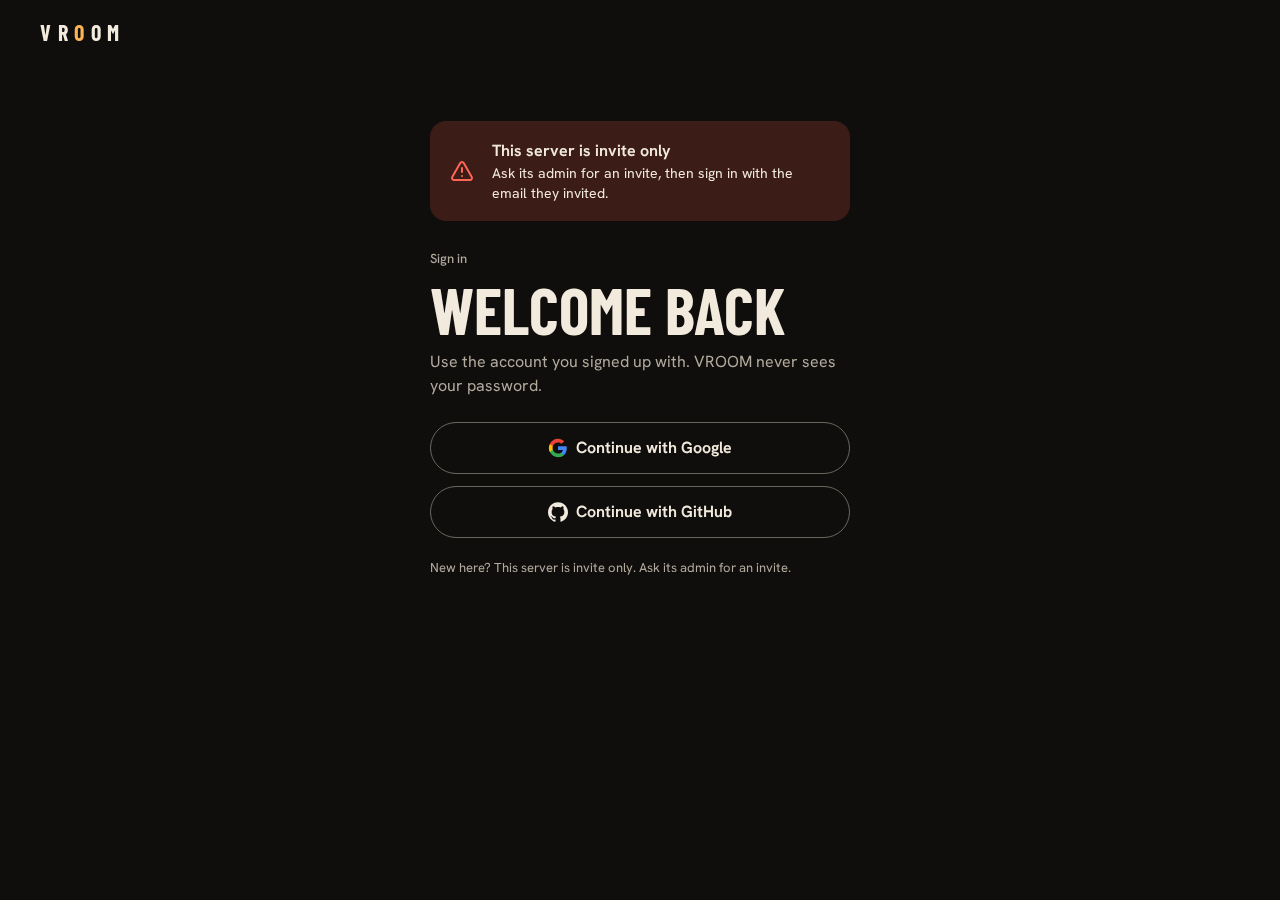 VROOM
This server is invite only
Ask its admin for an invite, then sign in with the
email they invited.
Sign in
WELCOME BACK
Use the account you signed up with. VROOM never sees
your password.
Continue with Google
Continue with GitHub
New here? This server is invite only. Ask its admin for an invite.